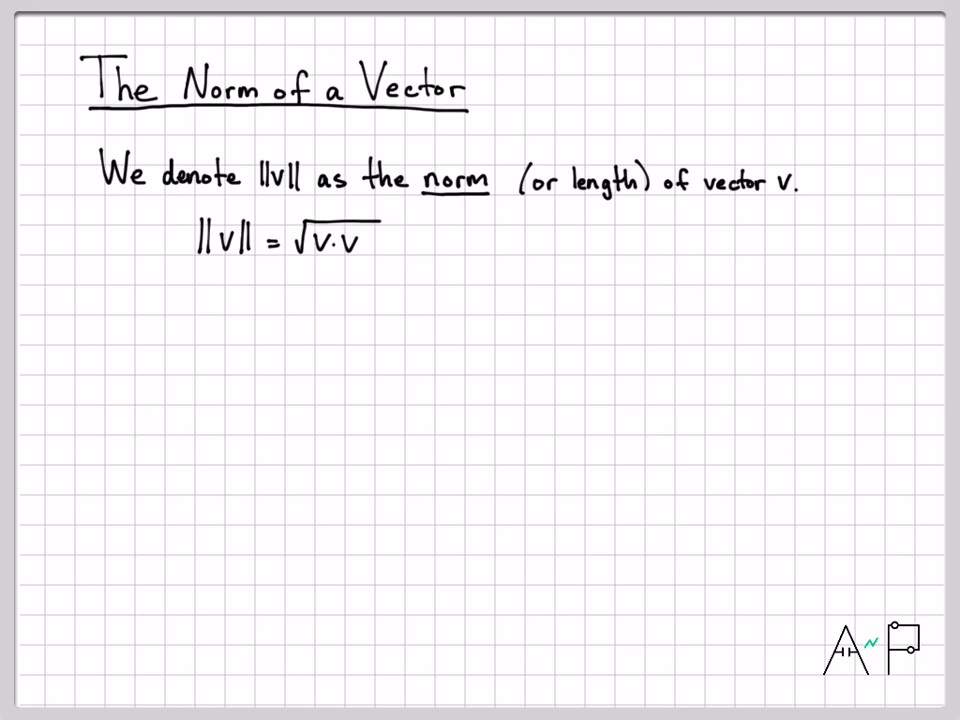 The Norm of a Vector
We denote ||v|| as the norm (or length) of vector v.
||v|| = √v·v
A~P